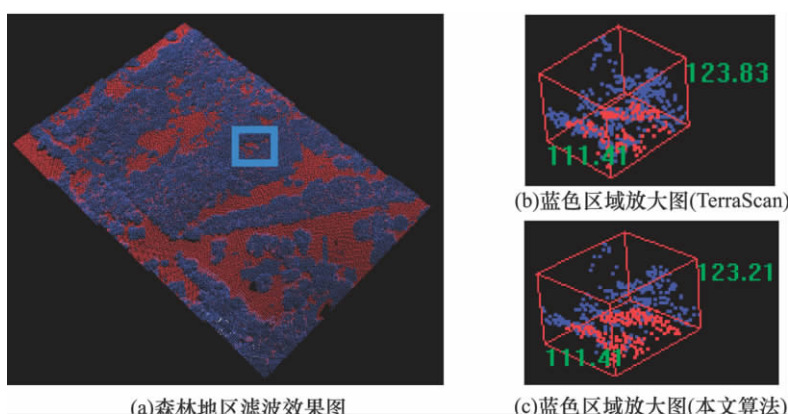 123.83
111.41
(b)蓝色区域放大图(TerraScan)
123.21
111.41
(a)森林地区滤波效果图
(c)蓝色区域放大图(本文算法)